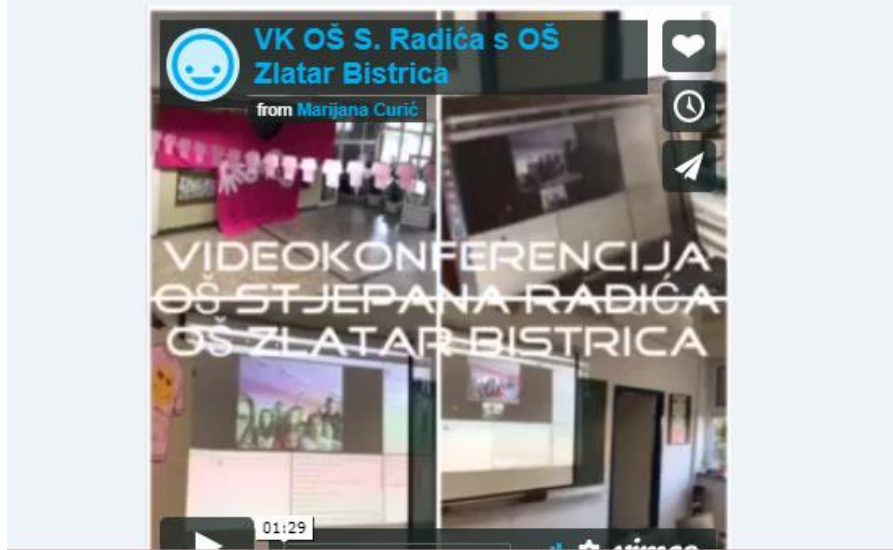 VK OŠ S. Radića s OŠ
Zlatar Bistrica
from Marijana Curić
VIDEOKONFERENCIJA
OŠ STJEPANA RADIĆA
OŠ ZLATAR BISTRICA
01:29
vimeo